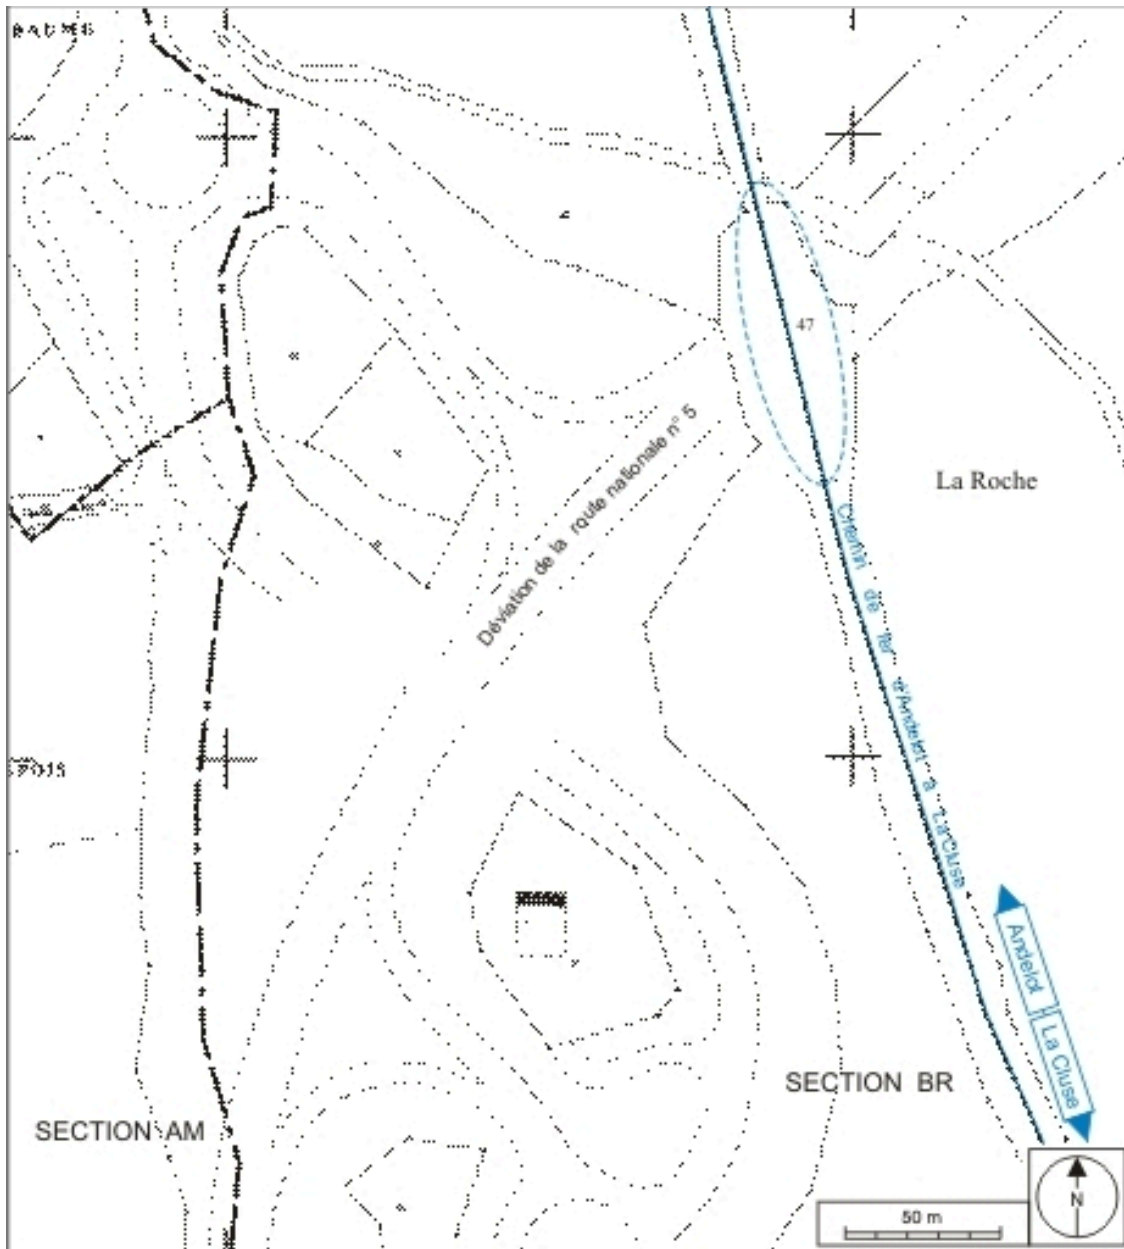 47
La Roche
Déviation de la route nationale n° 5
Chemin de fer d'Andelot à La Cluse
Andelot
La Cluse
SECTION BR
SECTION AM
50 m
N